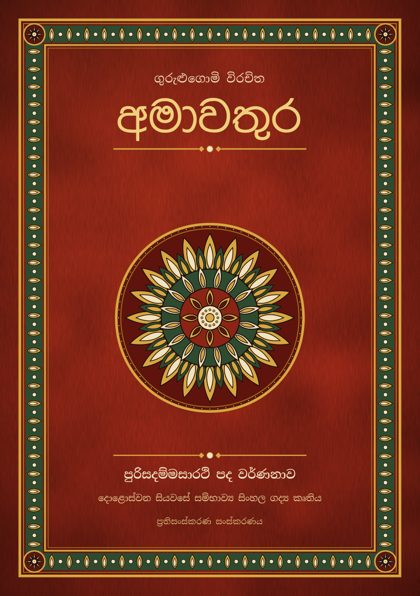 ගුරුළුගොමි විරචිත
අමාවතුර
පුරිසදම්මසාරථි පද වර්ණනාව
දොළොස්වන සියවසේ සම්භාව්‍ය සිංහල ගද්‍ය කෘතිය
ප්‍රතිසංස්කරණ සංස්කරණය